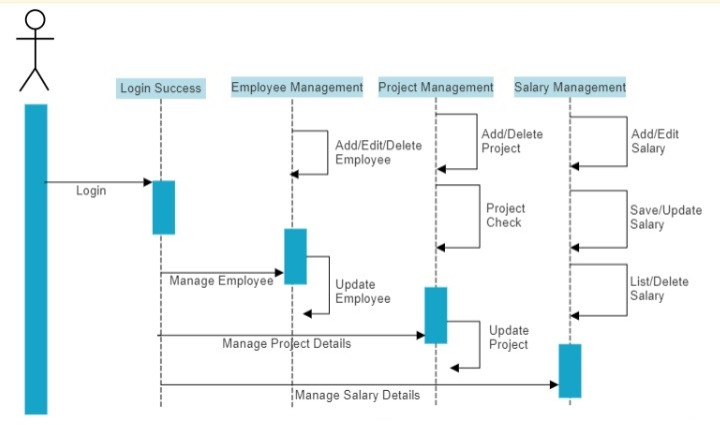 Login Success
Employee Management
Project Management
Salary Management
Add/Edit/Delete
Employee
Add/Delete
Project
Add/Edit
Salary
Login
Project
Check
Save/Update
Salary
Manage Employee
Update
Employee
List/Delete
Salary
Manage Project Details
Update
Project
Manage Salary Details